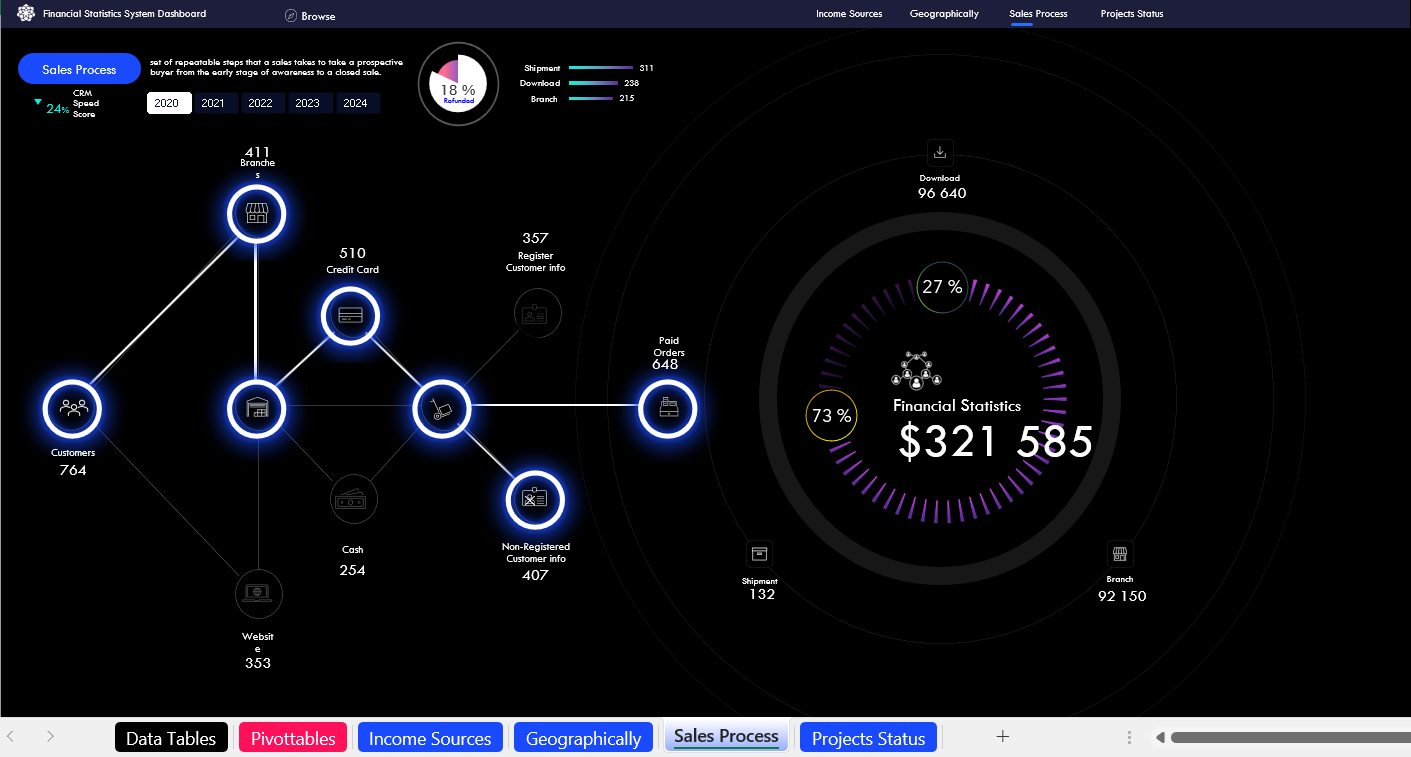 Financial Statistics System Dashboard
Browse
Income Sources
Geographically
Sales Process
Projects Status
Sales Process
set of repeatable steps that a sales takes to take a prospective
buyer from the early stage of awareness to a closed sale.
24%
CRM
Speed
Score
2020
2021
2022
2023
2024
18 %
Refunded
Shipment 311
Download 238
Branch 215
411
Branche
s
510
Credit Card
357
Register
Customer info
Paid
Orders
648
Customers
764
Cash
254
Non-Registered
Customer info
407
Websit
e
353
Download
96 640
27 %
73 %
Financial Statistics
$321 585
Shipment
132
Branch
92 150
Data Tables
Pivottables
Income Sources
Geographically
Sales Process
Projects Status